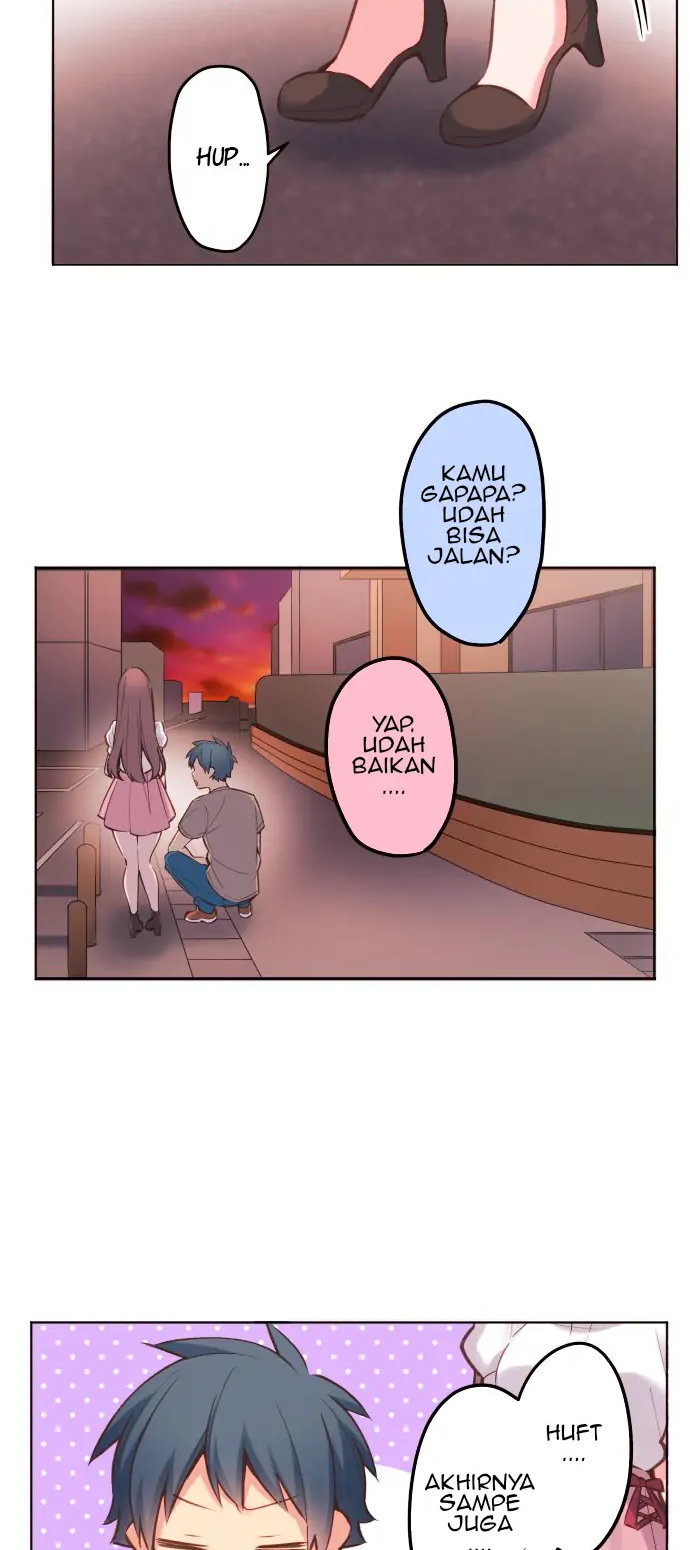 HUP...
KAMU
GAPAPA?
UDAH
BISA
JALAN?
YAP,
UDAH
BAIKAN
....
HUFT
....
AKHIRNYA
SAMPE
JUGA
....